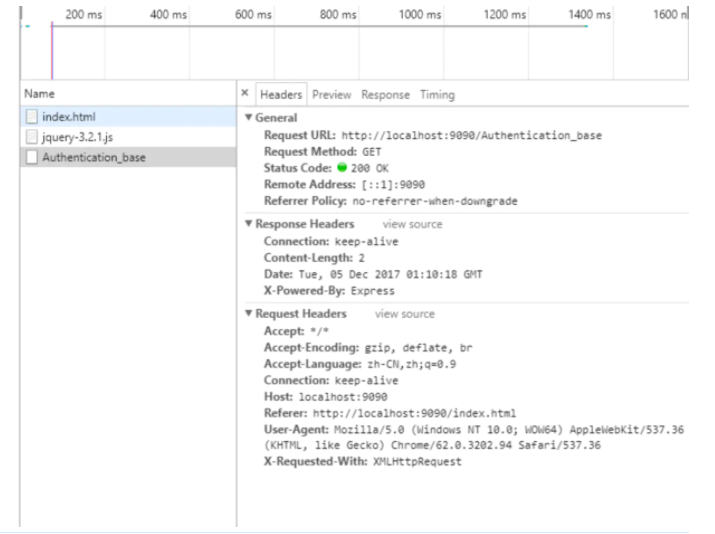 200 ms 400 ms 600 ms 800 ms 1000 ms 1200 ms 1400 ms 1600
Name
index.html
jquery-3.2.1.js
Authentication_base
× Headers Preview Response Timing
▼ General
Request URL: http://localhost:9090/Authentication_base
Request Method: GET
Status Code: 200 OK
Remote Address: [::1]:9090
Referrer Policy: no-referrer-when-downgrade
▼ Response Headers view source
Connection: keep-alive
Content-Length: 2
Date: Tue, 05 Dec 2017 01:10:18 GMT
X-Powered-By: Express
▼ Request Headers view source
Accept: */*
Accept-Encoding: gzip, deflate, br
Accept-Language: zh-CN,zh;q=0.9
Connection: keep-alive
Host: localhost:9090
Referer: http://localhost:9090/index.html
User-Agent: Mozilla/5.0 (Windows NT 10.0; WOW64) AppleWebKit/537.36
(KHTML, like Gecko) Chrome/62.0.3202.94 Safari/537.36
X-Requested-With: XMLHttpRequest